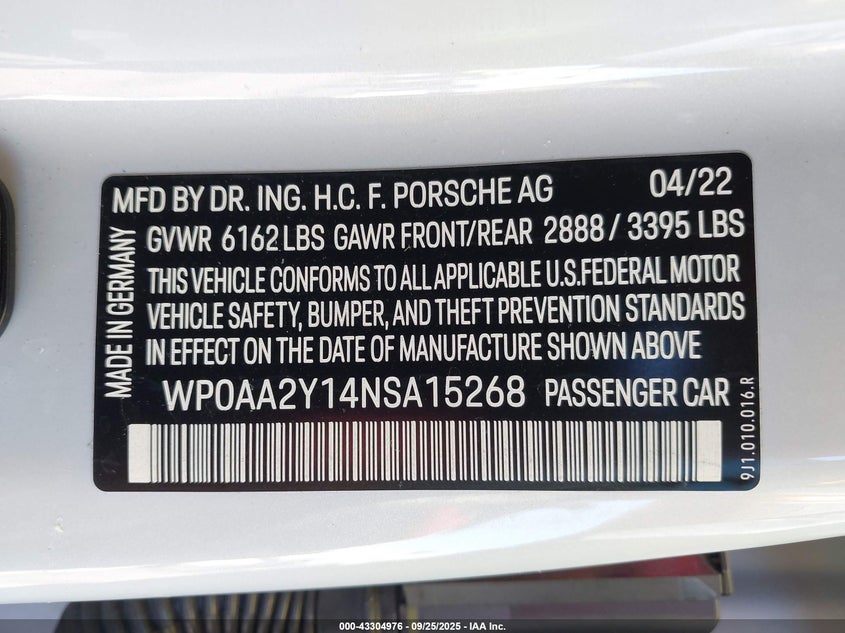 MFD BY DR. ING. H.C. F. PORSCHE AG 04/22
GVWR 6162 LBS GAWR FRONT/REAR 2888 / 3395 LBS
THIS VEHICLE CONFORMS TO ALL APPLICABLE U.S.FEDERAL MOTOR
VEHICLE SAFETY, BUMPER, AND THEFT PREVENTION STANDARDS
IN EFFECT ON THE DATE OF MANUFACTURE SHOWN ABOVE
WP0AA2Y14NSA15268 PASSENGER CAR
MADE IN GERMANY
9J1.010.016.R
000-43304976 - 09/25/2025 - IAA Inc.